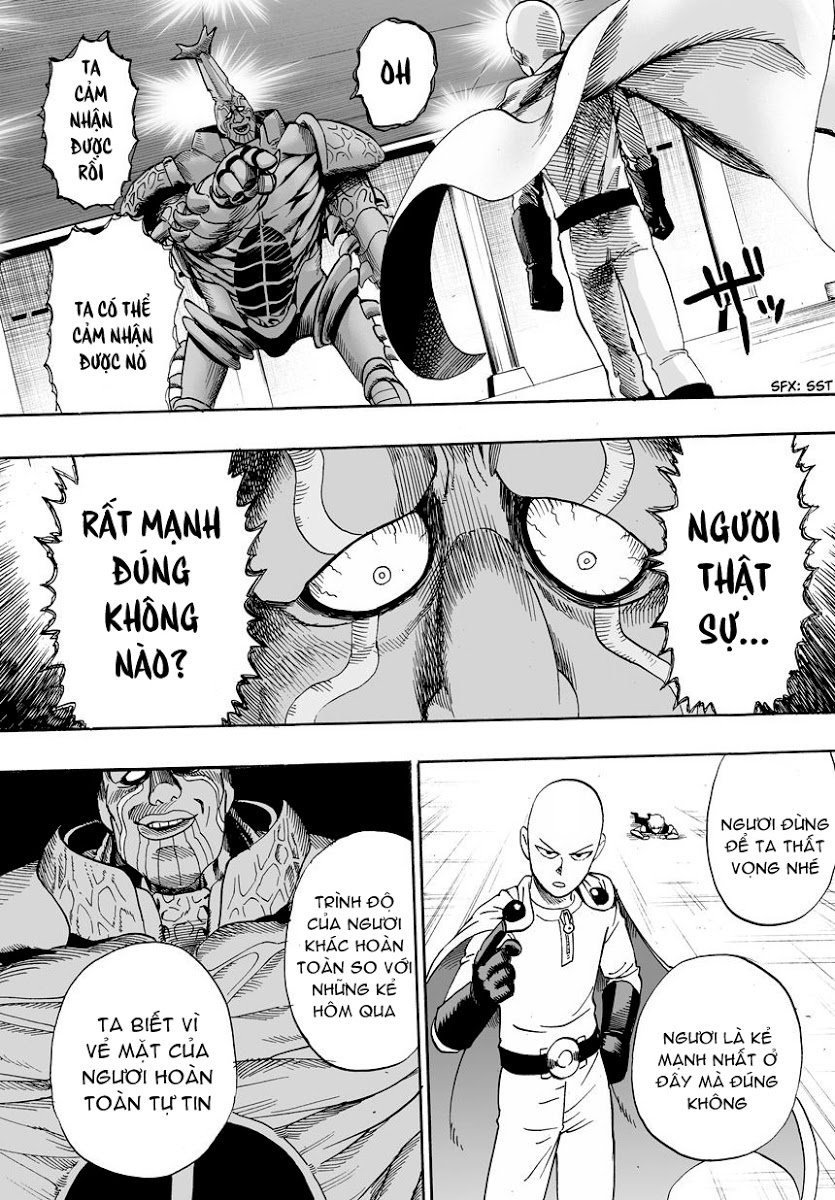 OH
TA
CẢM
NHẬN
ĐƯỢC
RỒI
TA CÓ THỂ
CẢM NHẬN
ĐƯỢC NÓ
SFX: SST
NGƯƠI
THẬT
SỰ...
RẤT MẠNH
ĐÚNG
KHÔNG
NÀO?
NGƯƠI ĐỪNG
ĐỂ TA THẤT
VỌNG NHÉ
NGƯƠI LÀ KẺ
MẠNH NHẤT Ở
ĐÂY MÀ ĐÚNG
KHÔNG
TRÌNH ĐỘ
CỦA NGƯƠI
KHÁC HOÀN
TOÀN SO VỚI
NHỮNG KẺ
HÔM QUA
TA BIẾT VÌ
VẺ MẶT CỦA
NGƯƠI HOÀN
TOÀN TỰ TIN